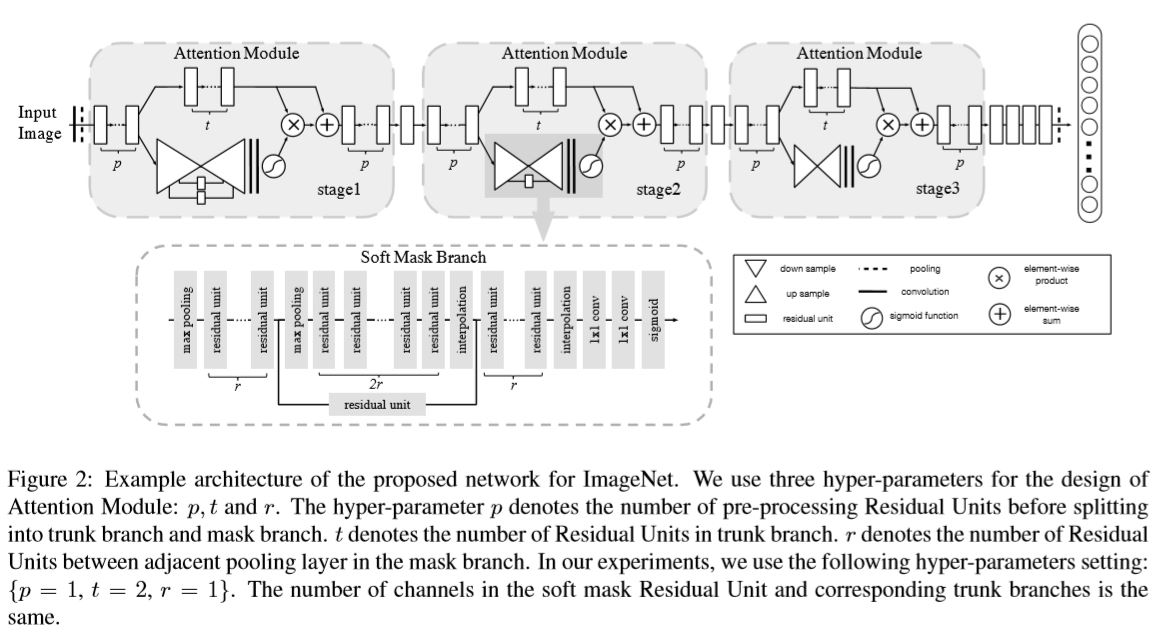 Attention Module
Attention Module
Attention Module
Input
Image
p
t
p
stage1
p
t
p
stage2
p
t
p
stage3
Soft Mask Branch
max pooling
residual unit
residual unit
max pooling
residual unit
residual unit
residual unit
residual unit
interpolation
residual unit
residual unit
interpolation
1x1 conv
1x1 conv
sigmoid
r
2r
r
residual unit
down sample
pooling
element-wise
product
up sample
convolution
residual unit
sigmoid function
element-wise
sum
Figure 2: Example architecture of the proposed network for ImageNet. We use three hyper-parameters for the design of
Attention Module: p, t and r. The hyper-parameter p denotes the number of pre-processing Residual Units before splitting
into trunk branch and mask branch. t denotes the number of Residual Units in trunk branch. r denotes the number of Residual
Units between adjacent pooling layer in the mask branch. In our experiments, we use the following hyper-parameters setting:
{p = 1, t = 2, r = 1}. The number of channels in the soft mask Residual Unit and corresponding trunk branches is the
same.